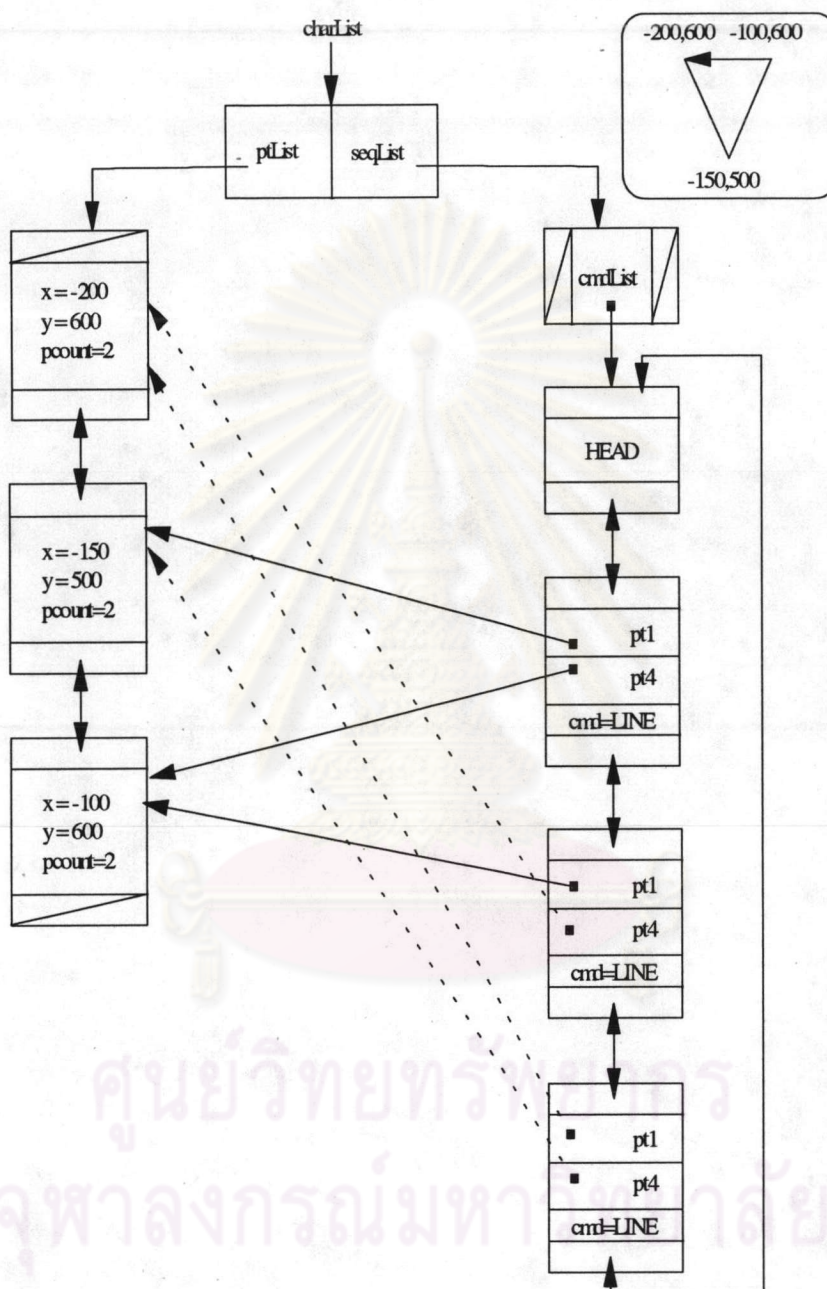 charList
-200,600 -100,600
-150,500
ptList
seqList
x=-200
y=600
pcount=2
cmdList
HEAD
x=-150
y=500
pcount=2
pt1
pt4
cmd=LINE
x=-100
y=600
pcount=2
pt1
pt4
cmd=LINE
pt1
pt4
cmd=LINE
ศูนย์วิทยทรัพยากร
จุฬาลงกรณ์มหาวิทยาลัย